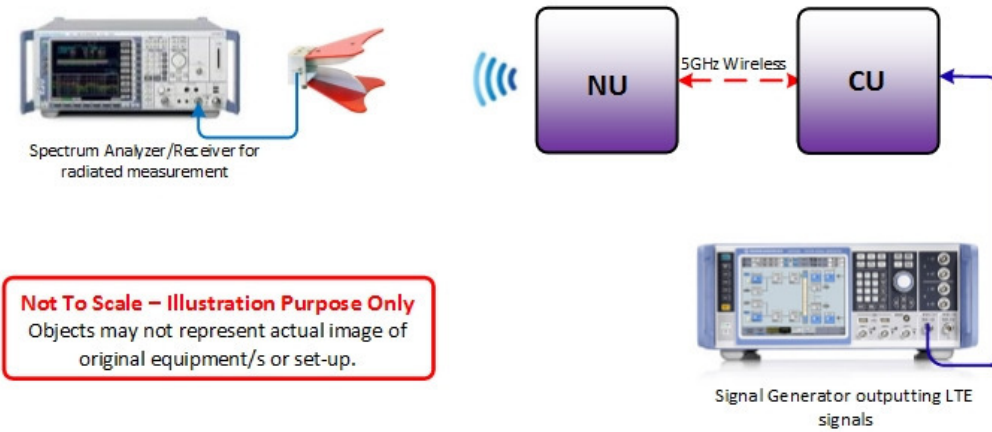 NU
5GHz Wireless
CU
Spectrum Analyzer/Receiver for
radiated measurement
Not To Scale – Illustration Purpose Only
Objects may not represent actual image of
original equipment/s or set-up.
Signal Generator outputting LTE
signals